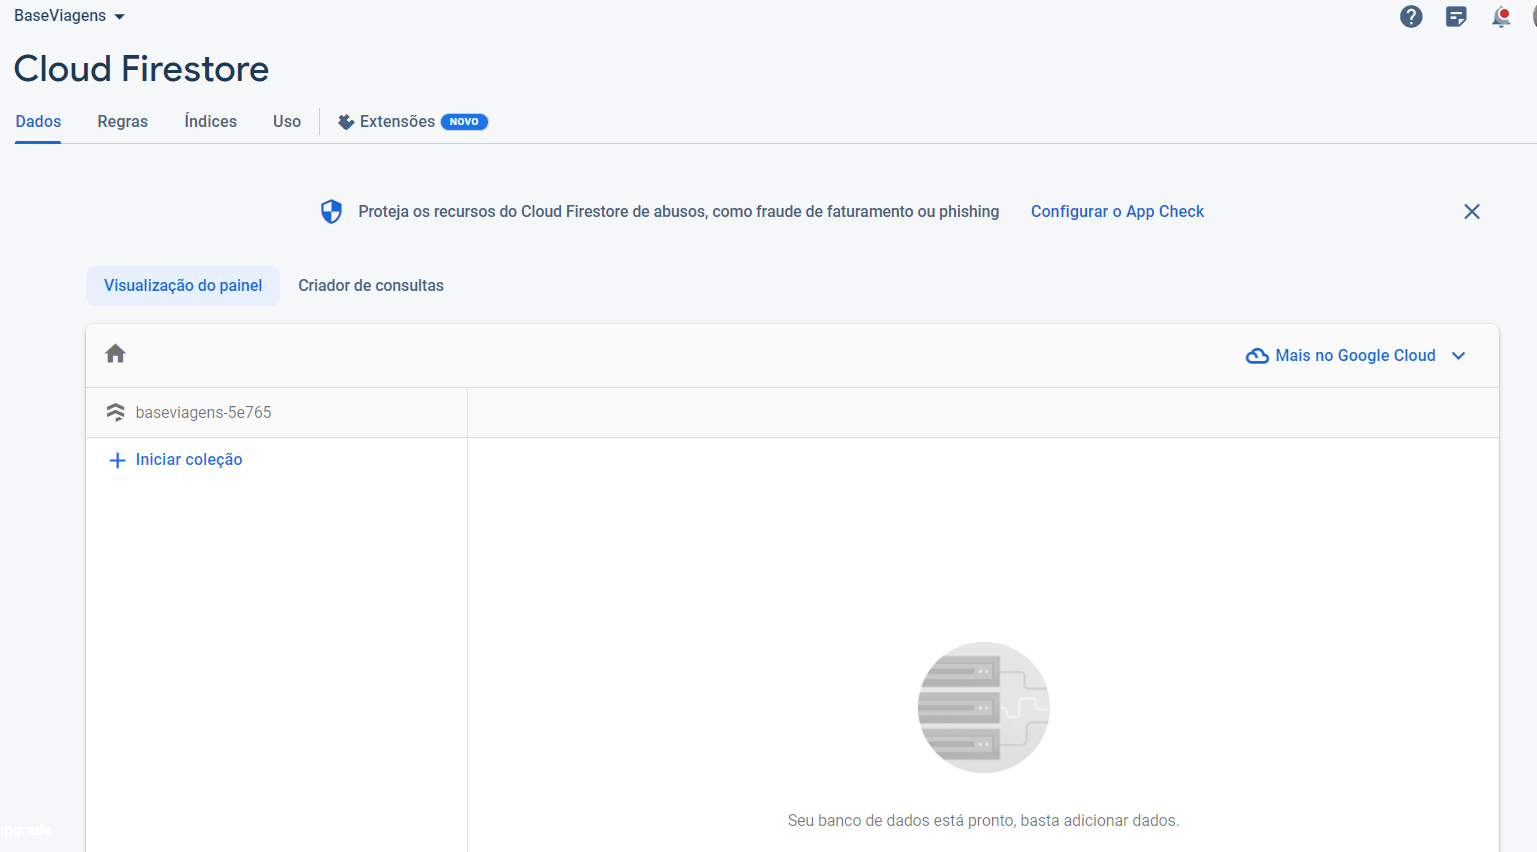 BaseViagens
Cloud Firestore
Dados Regras Índices Uso Extensões NOVO
Proteja os recursos do Cloud Firestore de abusos, como fraude de faturamento ou phishing Configurar o App Check
Visualização do painel Criador de consultas
Mais no Google Cloud
baseviagens-5e765
Iniciar coleção
Seu banco de dados está pronto, basta adicionar dados.
upgrade